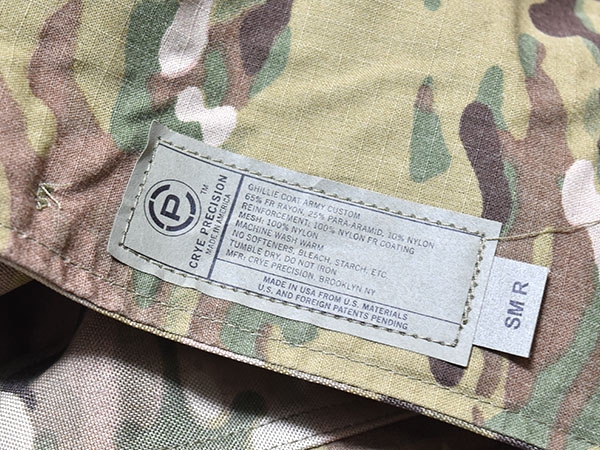 P
CRYE PRECISION™
MADE IN AMERICA
GHILLIE COAT ARMY CUSTOM
65% FR RAYON, 25% PARA-ARAMID, 10% NYLON
REINFORCEMENT: 100% NYLON FR COATING
MESH: 100% NYLON
MACHINE WASH WARM
NO SOFTENERS, BLEACH, STARCH, ETC.
TUMBLE DRY, DO NOT IRON.
MFR: CRYE PRECISION, BROOKLYN NY
MADE IN USA FROM U.S. MATERIALS
U.S. AND FOREIGN PATENTS PENDING
SM R